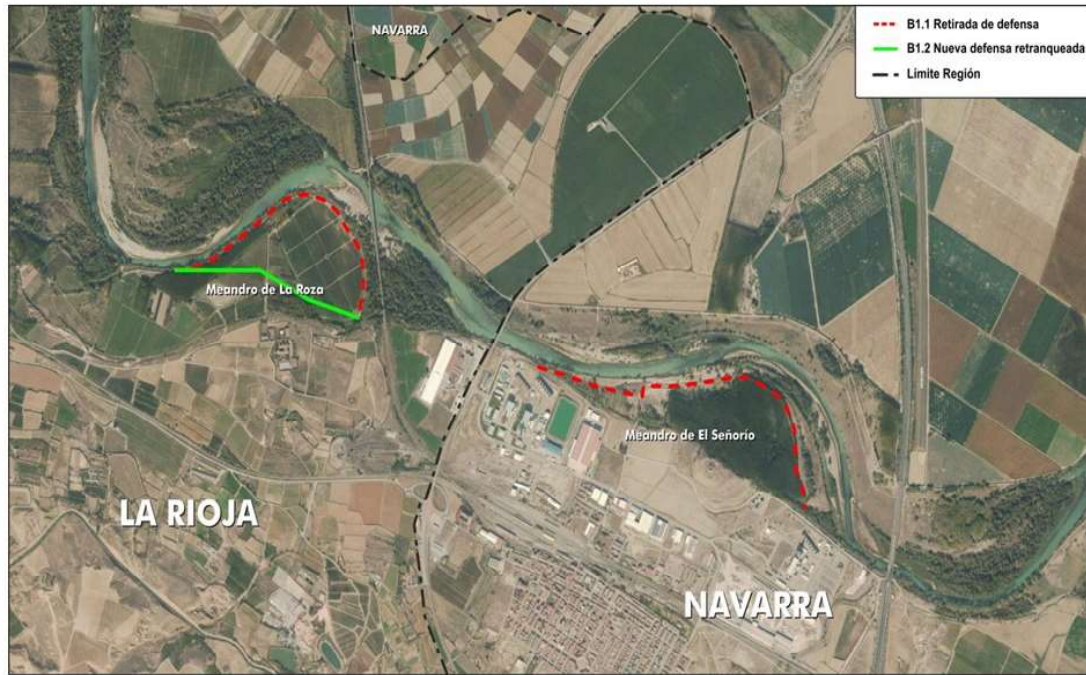 NAVARRA
B1.1 Retirada de defensa
B1.2 Nueva defensa retranqueada
Límite Región
Meandro de La Roza
Meandro de El Señorío
LA RIOJA
NAVARRA